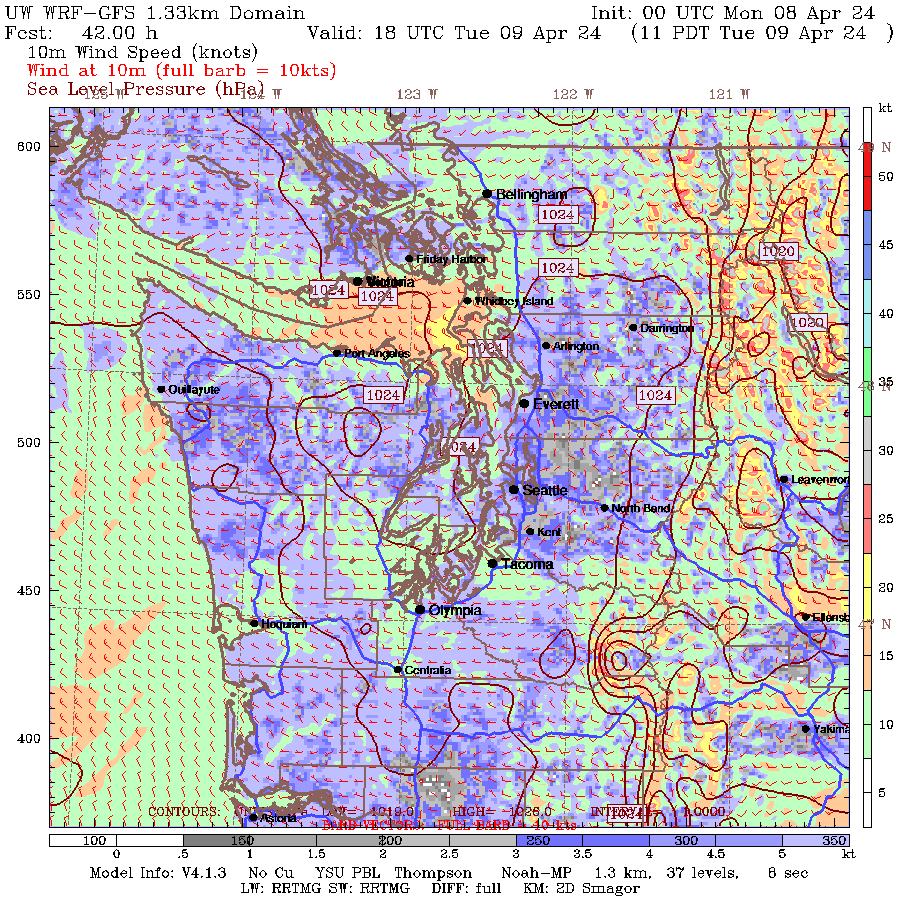 UW WRF-GFS 1.33km Domain Init: 00 UTC Mon 08 Apr 24
Fcst: 42.00 h Valid: 18 UTC Tue 09 Apr 24 (11 PDT Tue 09 Apr 24 )
10m Wind Speed (knots)
Wind at 10m (full barb = 10kts)
Sea Level Pressure (hPa)
125 W 124 W 123 W 122 W 121 W
kt
600
49 N
50
Bellingham
1024
45
1020
Friday Harbor
1024
Victoria
550
1024 1024
Whidbey Island
40
1020
Darrington
1024
Arlington
Port Angeles
35
48 N
Quillayute
1024 1024
Everett
500
1024
30
Leavenwor
Seattle
North Bend
25
Kent
Tacoma
450
20
Olympia
Ellensb
Hoquiam
47 N
15
Centralia
400
Yakima
10
5
CONTOURS: LOW= 1019.0 HIGH= 1028.0
1024
Astoria
BARB VECTORS: FULL BARB = 10 kts
100 150 200 250 300 350
0 .5 1 1.5 2 2.5 3 3.5 4 4.5 5 kt
Model Info: V4.1.3 No Cu YSU PBL Thompson Noah-MP 1.3 km, 37 levels, 8 sec
LW: RRTMG SW: RRTMG DIFF: full KM: 2D Smagor